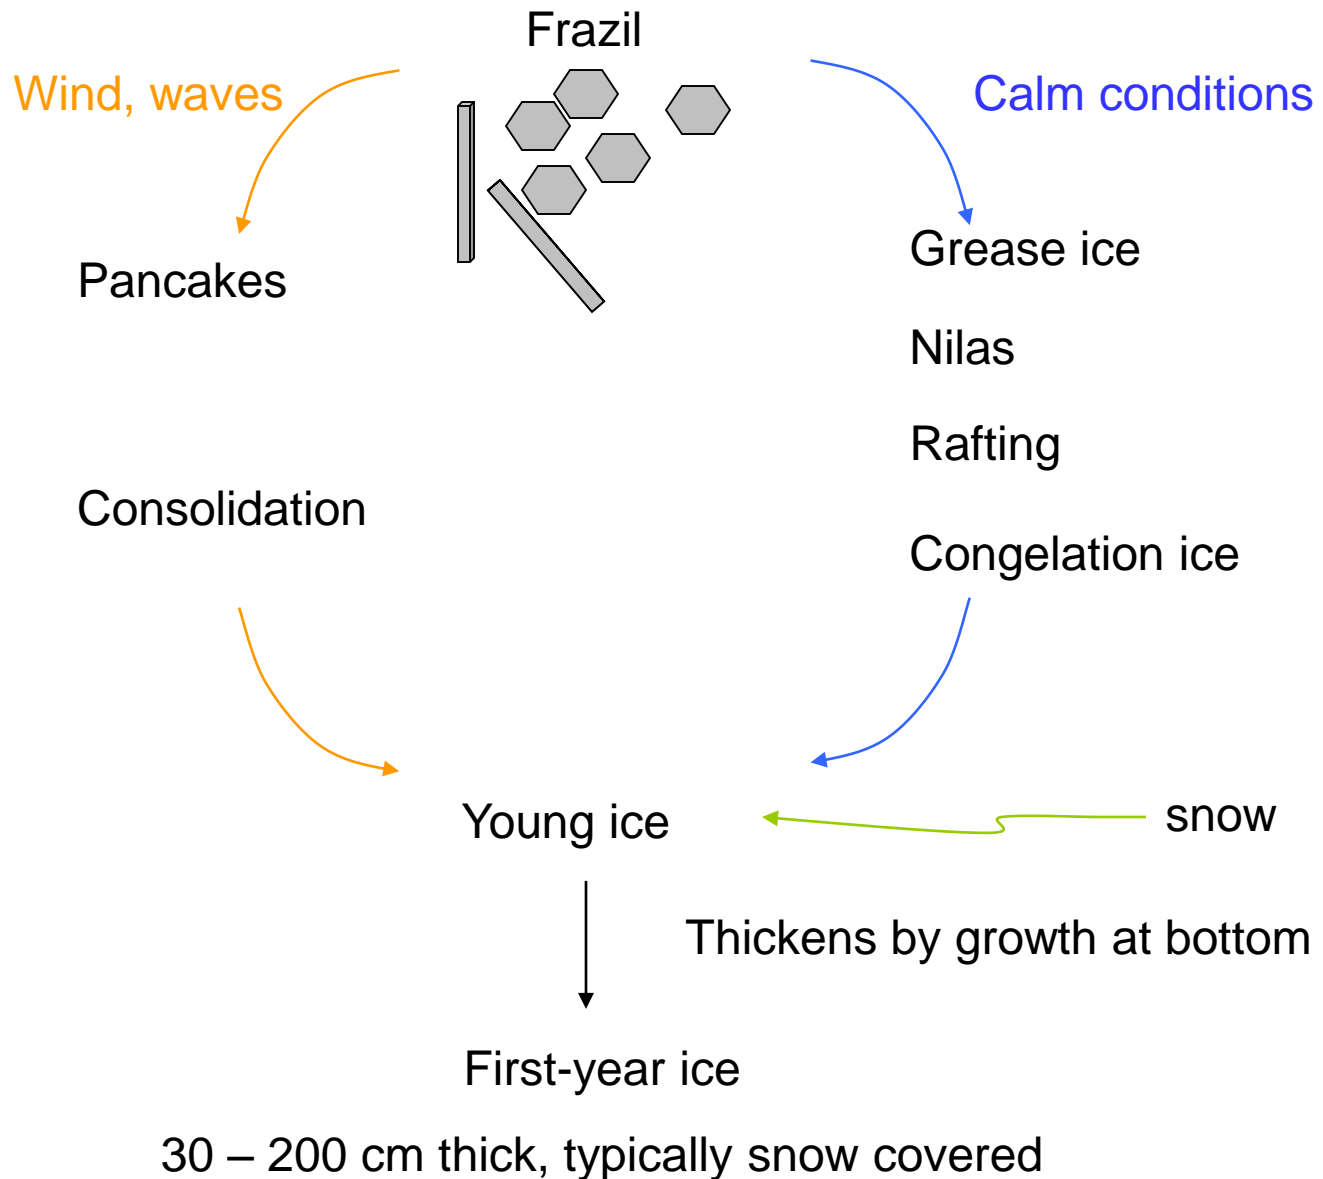 Frazil
Wind, waves
Calm conditions
Pancakes
Grease ice
Nilas
Rafting
Consolidation
Congelation ice
Young ice
snow
Thickens by growth at bottom
First-year ice
30 – 200 cm thick, typically snow covered